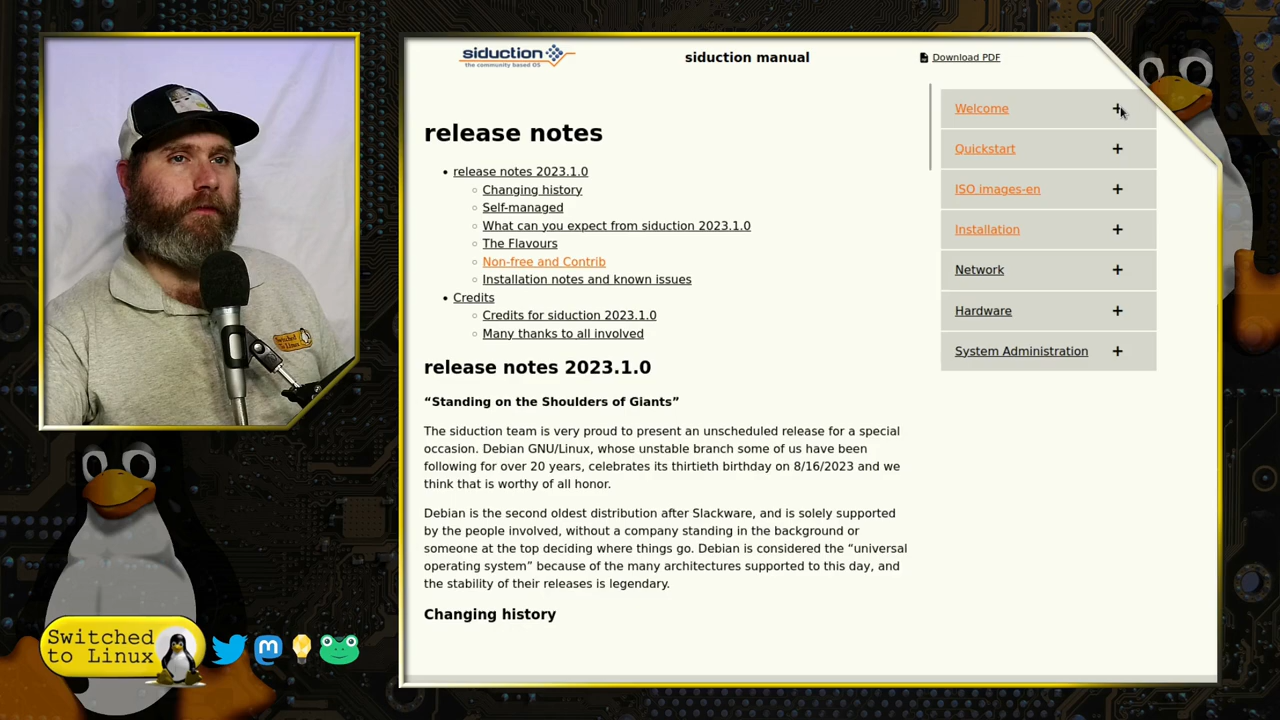 siduction
the community based OS
siduction manual
Download PDF
release notes
release notes 2023.1.0
Changing history
Self-managed
What can you expect from siduction 2023.1.0
The Flavours
Non-free and Contrib
Installation notes and known issues
Credits
Credits for siduction 2023.1.0
Many thanks to all involved
release notes 2023.1.0
“Standing on the Shoulders of Giants”
The siduction team is very proud to present an unscheduled release for a special
occasion. Debian GNU/Linux, whose unstable branch some of us have been
following for over 20 years, celebrates its thirtieth birthday on 8/16/2023 and we
think that is worthy of all honor.
Debian is the second oldest distribution after Slackware, and is solely supported
by the people involved, without a company standing in the background or
someone at the top deciding where things go. Debian is considered the “universal
operating system” because of the many architectures supported to this day, and
the stability of their releases is legendary.
Changing history
Welcome +
Quickstart +
ISO images-en +
Installation +
Network +
Hardware +
System Administration +
Switched
to Linux
Switched
to Linux